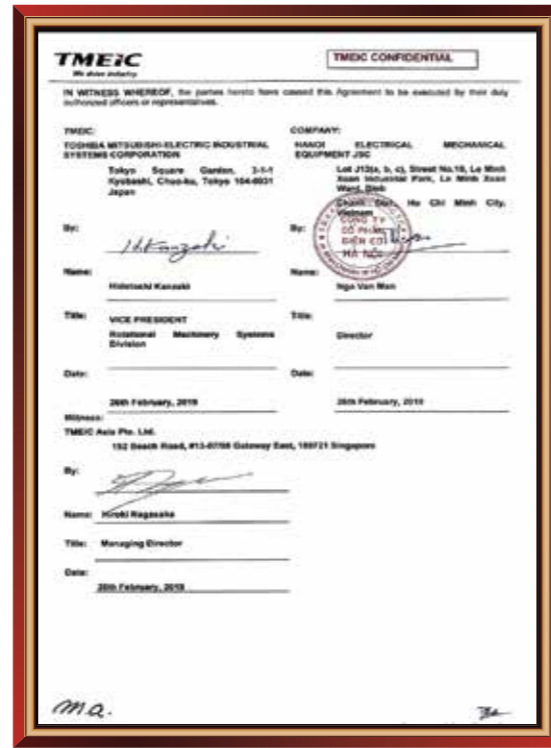 TMEiC
We drive industry
TMEIC CONFIDENTIAL
IN WITNESS WHEREOF, the parties hereto have caused this Agreement to be executed by their duly
authorized officers or representatives.
TMEIC:
TOSHIBA MITSUBISHI-ELECTRIC INDUSTRIAL
SYSTEMS CORPORATION
Tokyo Square Garden, 3-1-1
Kyobashi, Chuo-ku, Tokyo 104-0031
Japan
By:
H.Kanzaki
Name:
Hidetoshi Kanzaki
Title:
VICE PRESIDENT
Rotational Machinery Systems
Division
Date:
26th February, 2019
COMPANY:
HANOI ELECTRICAL MECHANICAL
EQUIPMENT JSC
Lot J13(a, b, c), Street No.18, Le Minh
Xuan Industrial Park, Le Minh Xuan
Ward, Binh
Chanh Dist., Ho Chi Minh City,
Vietnam
By:
CÔNG TY
CỔ PHẦN
ĐIỆN CƠ
HÀ NỘI
Name:
Ngo Van Man
Title:
Director
Date:
26th February, 2019
Witness:
TMEIC Asia Pte. Ltd.
152 Beach Road, Gateway East, 189721 Singapore
By:
Name: Hiroki Nagasaka
Title: Managing Director
Date:
26th February, 2019
m.a.